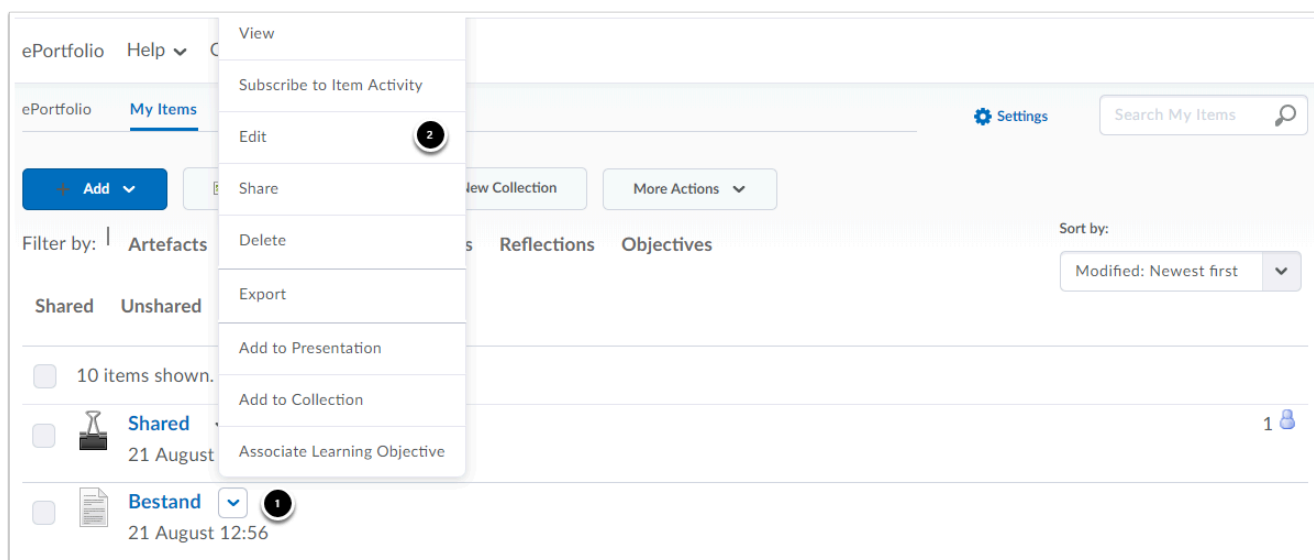 ePortfolio Help
ePortfolio My Items
Settings
Search My Items
Add
New Collection
More Actions
Filter by: Artefacts
Reflections Objectives
Sort by:
Modified: Newest first
Shared Unshared
10 items shown.
Shared
21 August
1
Bestand
1
21 August 12:56
View
Subscribe to Item Activity
Edit
2
Share
Delete
Export
Add to Presentation
Add to Collection
Associate Learning Objective